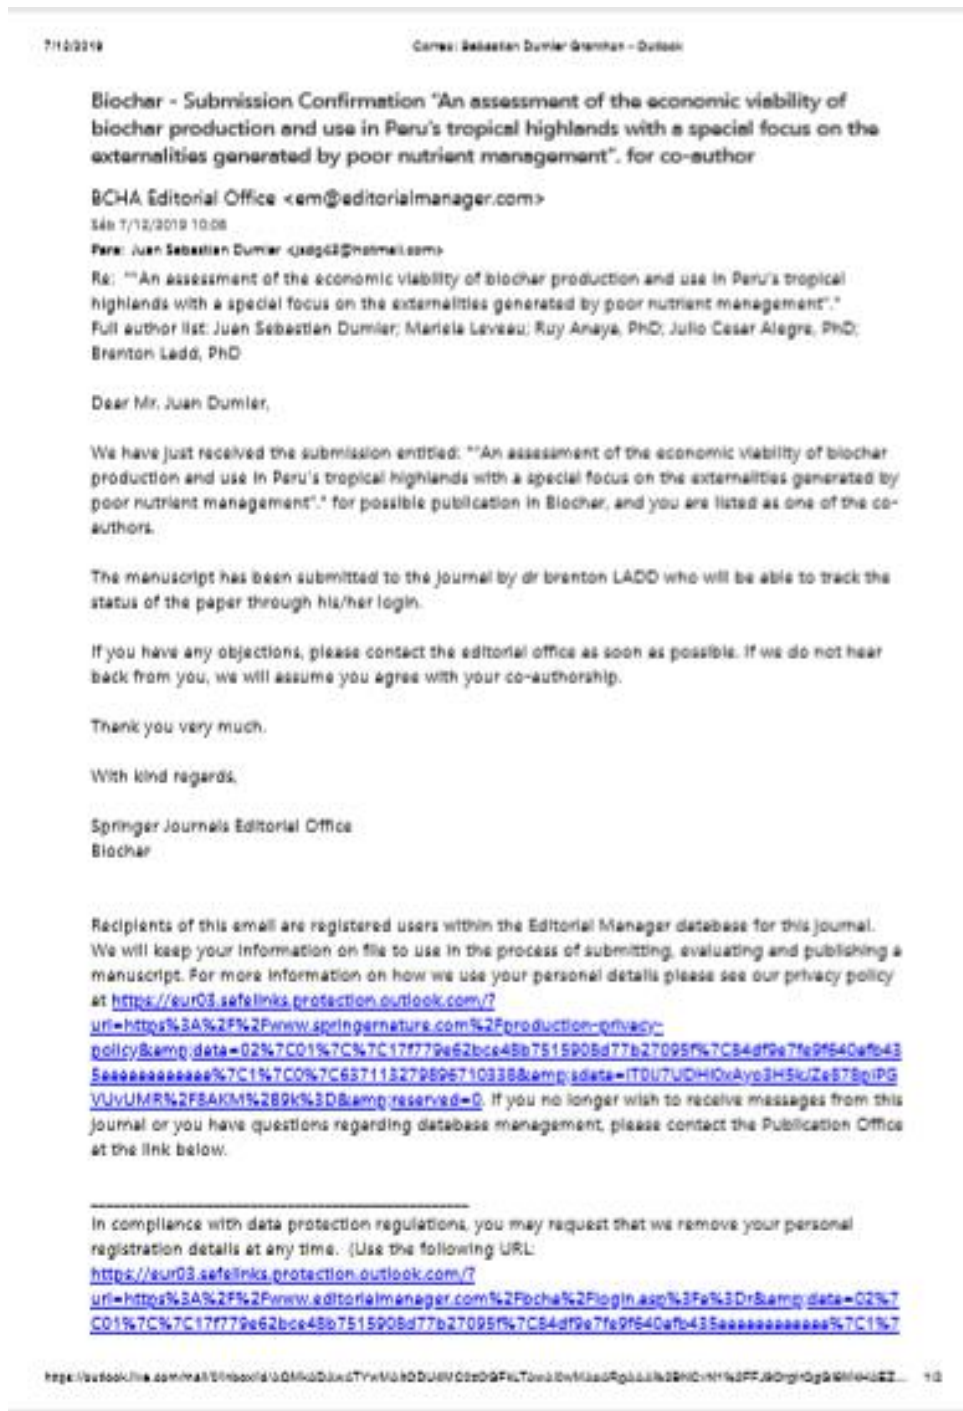 7/12/2019 Correo: Sebastian Dumler - Outlook
Biochar - Submission Confirmation "An assessment of the economic viability of
biochar production and use in Peru's tropical highlands with a special focus on the
externalities generated by poor nutrient management". for co-author
BCHA Editorial Office <em@editorialmanager.com>
Sáb 7/12/2019 10:06
Para: Juan Sebastian Dumler
Re: ""An assessment of the economic viability of biochar production and use in Peru's tropical
highlands with a special focus on the externalities generated by poor nutrient management"."
Full author list: Juan Sebastian Dumler; Mariela Leveau; Ruy Anaya, PhD; Julio Cesar Alegre, PhD;
Brenton Ladd, PhD
Dear Mr. Juan Dumler,
We have just received the submission entitled: ""An assessment of the economic viability of biochar
production and use in Peru's tropical highlands with a special focus on the externalities generated by
poor nutrient management"." for possible publication in Biochar, and you are listed as one of the co-
authors.
The manuscript has been submitted to the journal by dr brenton LADD who will be able to track the
status of the paper through his/her login.
If you have any objections, please contact the editorial office as soon as possible. If we do not hear
back from you, we will assume you agree with your co-authorship.
Thank you very much.
With kind regards,
Springer Journals Editorial Office
Biochar
Recipients of this email are registered users within the Editorial Manager database for this journal.
We will keep your information on file to use in the process of submitting, evaluating and publishing a
manuscript. For more information on how we use your personal details please see our privacy policy
at https://eur03.safelinks.protection.outlook.com/?
url=https%3A%2F%2Fwww.springernature.com%2Fproduction-privacy-
If you no longer wish to receive messages from this
journal or you have questions regarding database management, please contact the Publication Office
at the link below.
In compliance with data protection regulations, you may request that we remove your personal
registration details at any time. (Use the following URL:
https://eur03.safelinks.protection.outlook.com/?
1/2